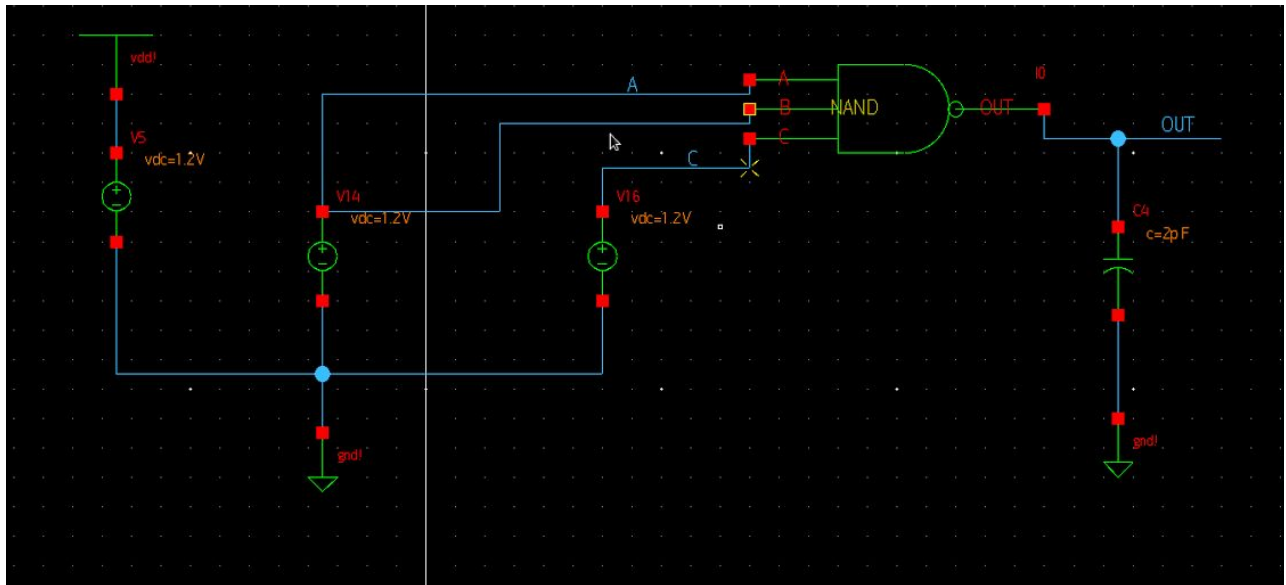 vdd!
V5
vdc=1.2V
A
A
B
C
NAND
OUT
I0
OUT
C
V14
vdc=1.2V
V16
vdc=1.2V
C4
c=2pF
gnd!
gnd!